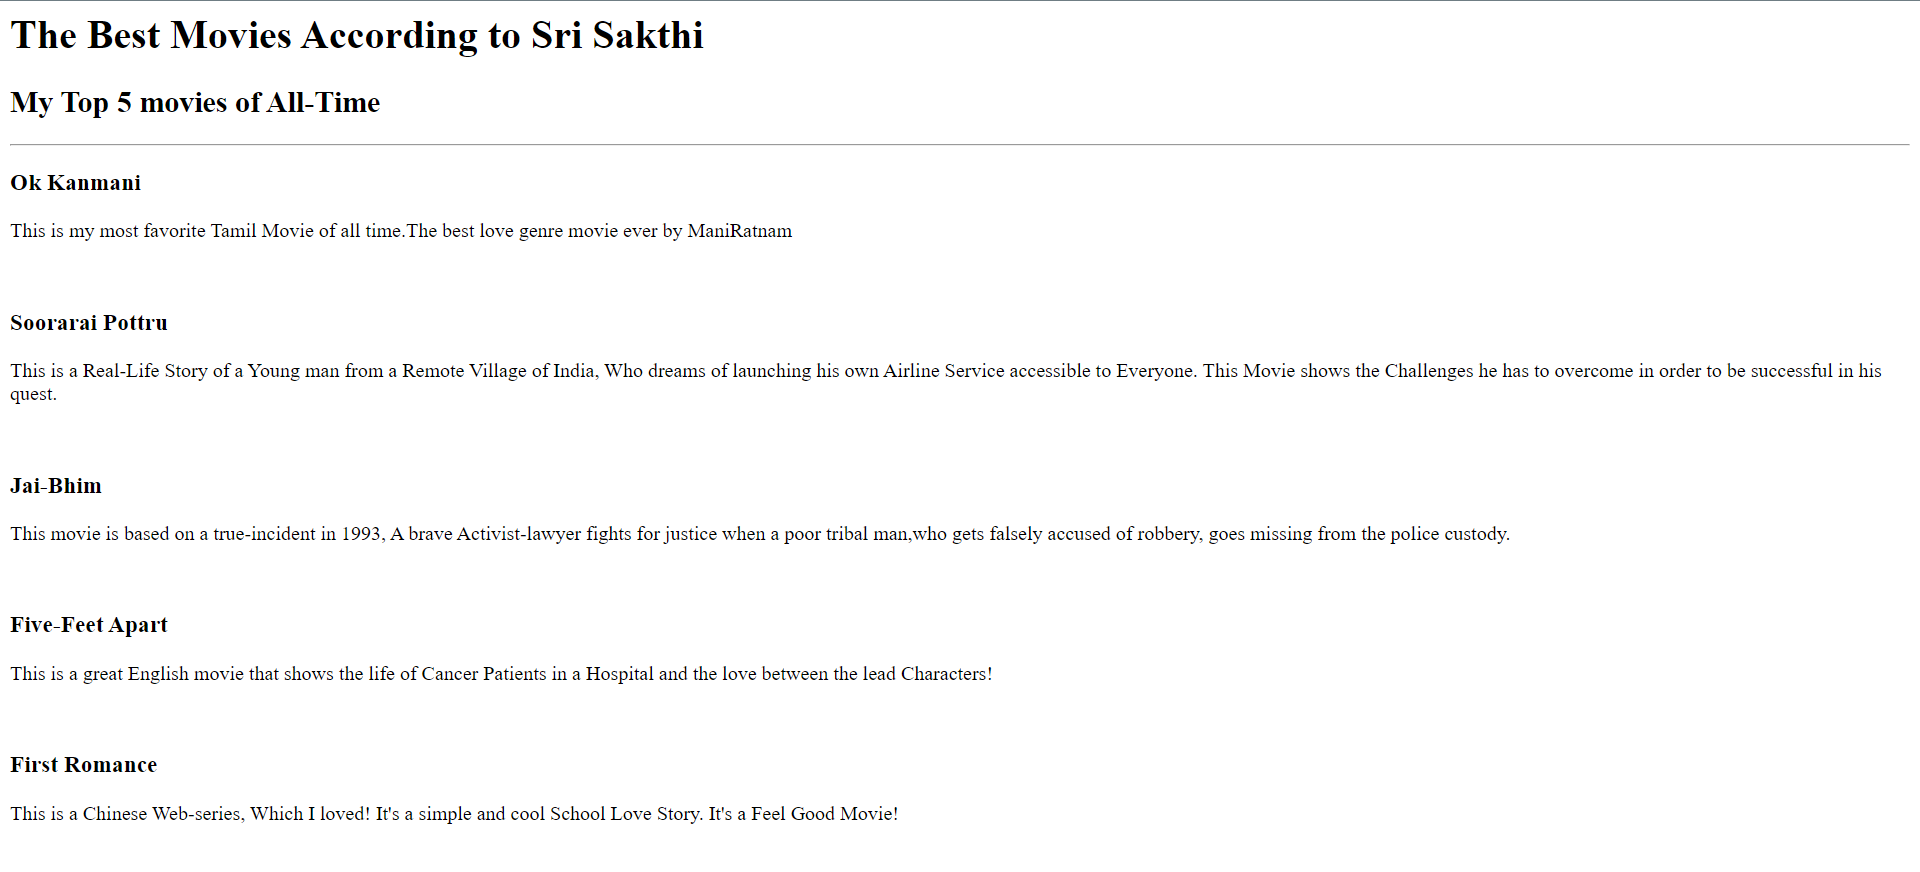 The Best Movies According to Sri Sakthi
My Top 5 movies of All-Time
Ok Kanmani
This is my most favorite Tamil Movie of all time.The best love genre movie ever by ManiRatnam
Soorarai Pottru
This is a Real-Life Story of a Young man from a Remote Village of India, Who dreams of launching his own Airline Service accessible to Everyone. This Movie shows the Challenges he has to overcome in order to be successful in his
quest.
Jai-Bhim
This movie is based on a true-incident in 1993, A brave Activist-lawyer fights for justice when a poor tribal man,who gets falsely accused of robbery, goes missing from the police custody.
Five-Feet Apart
This is a great English movie that shows the life of Cancer Patients in a Hospital and the love between the lead Characters!
First Romance
This is a Chinese Web-series, Which I loved! It's a simple and cool School Love Story. It's a Feel Good Movie!